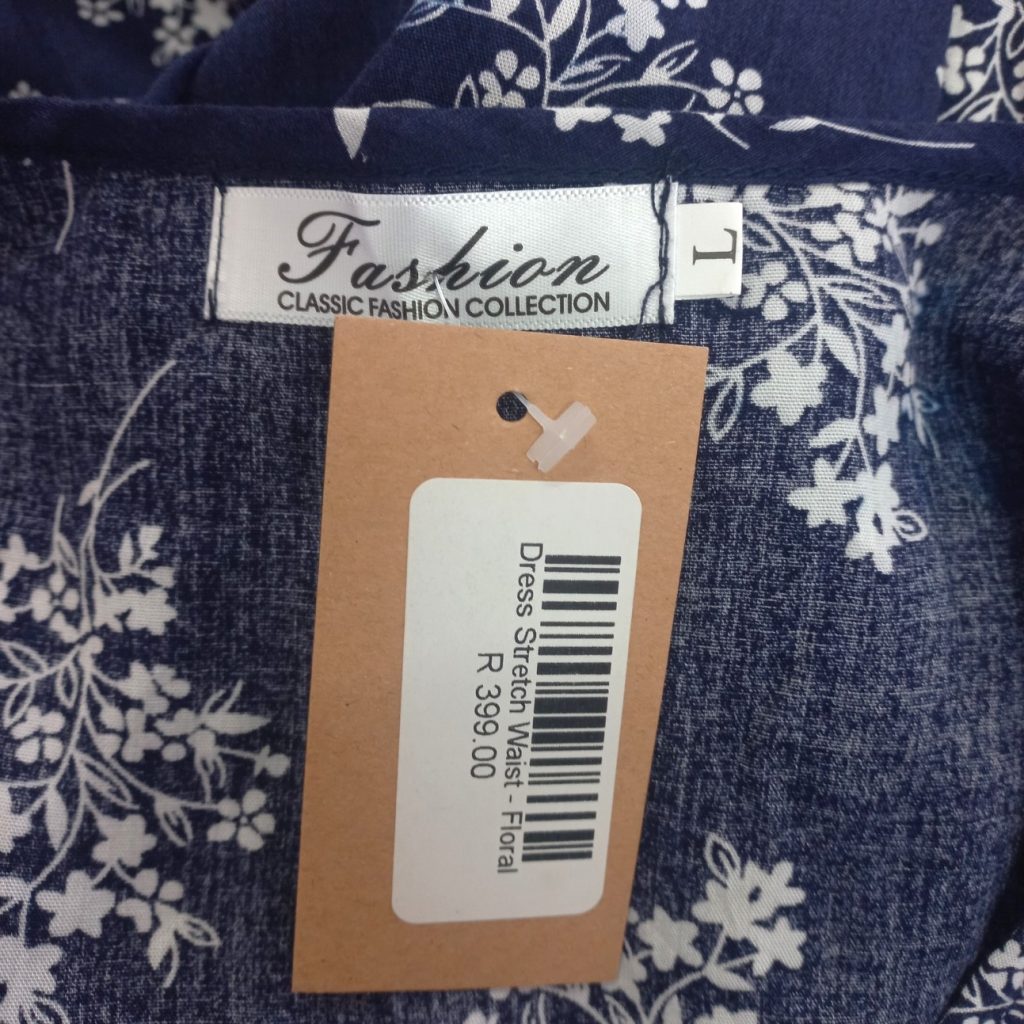 Fashion
CLASSIC FASHION COLLECTION
L
Dress Stretch Waist - Floral
R 399.00